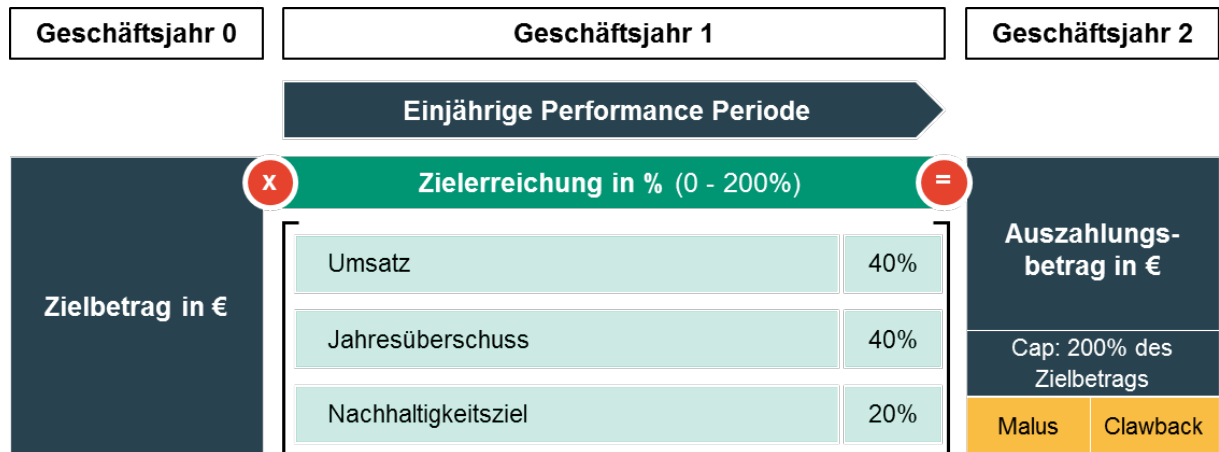 Geschäftsjahr 0
Geschäftsjahr 1
Geschäftsjahr 2
Einjährige Performance Periode
Zielbetrag in €
x
Zielerreichung in % (0 - 200%)
=
Umsatz 40%
Jahresüberschuss 40%
Nachhaltigkeitsziel 20%
Auszahlungs-
betrag in €
Cap: 200% des
Zielbetrags
Malus
Clawback